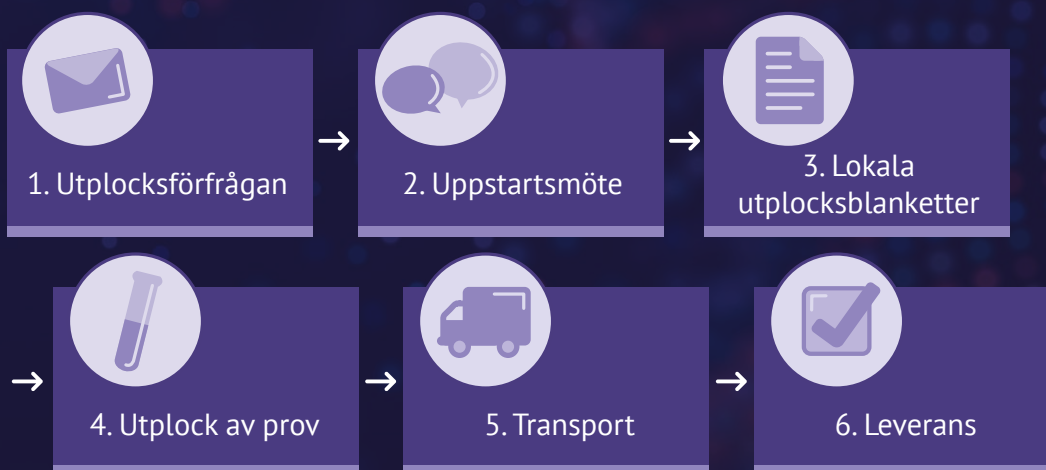 1. Utplocksförfrågan
2. Uppstartsmöte
3. Lokala
utplocksblanketter
4. Utplock av prov
5. Transport
6. Leverans